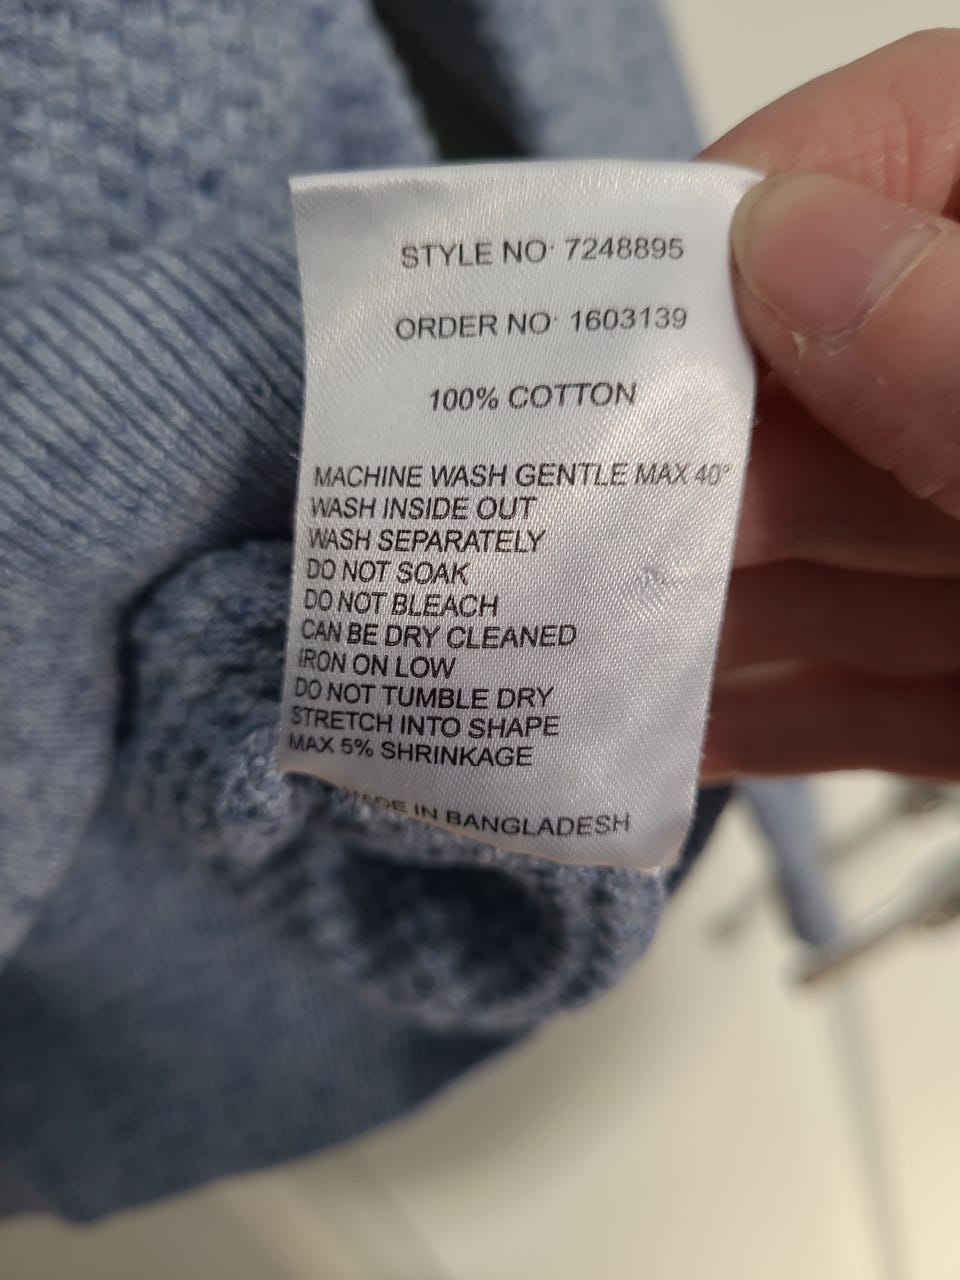 STYLE NO: 7248895
ORDER NO: 1603139
100% COTTON
MACHINE WASH GENTLE MAX 40°
WASH INSIDE OUT
WASH SEPARATELY
DO NOT SOAK
DO NOT BLEACH
CAN BE DRY CLEANED
IRON ON LOW
DO NOT TUMBLE DRY
STRETCH INTO SHAPE
MAX 5% SHRINKAGE
MADE IN BANGLADESH